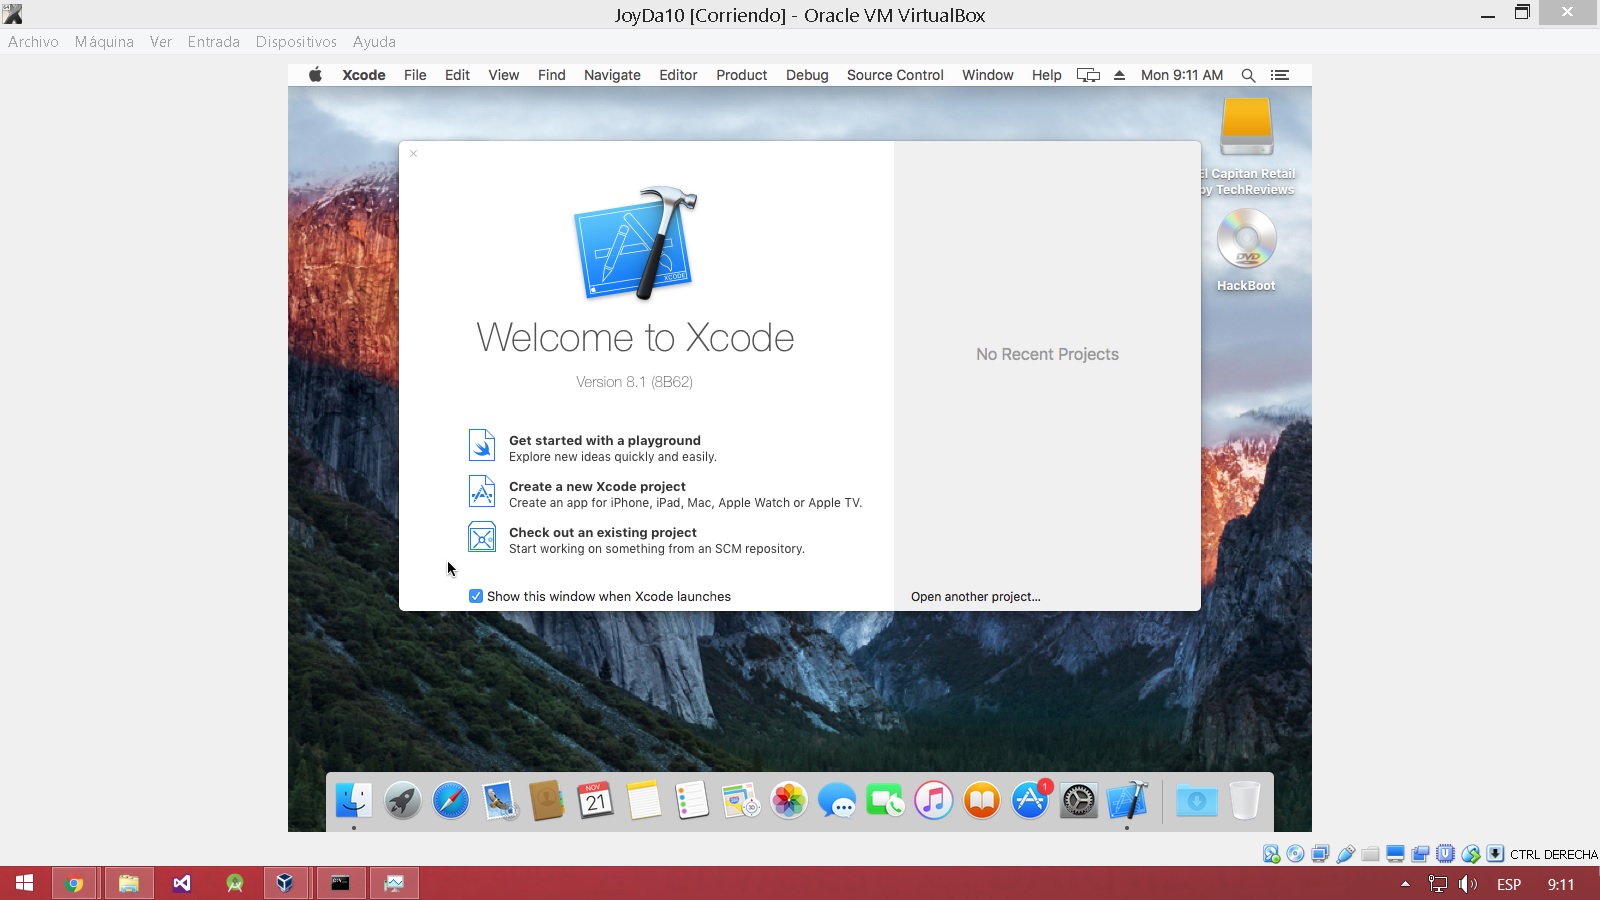 JoyDa10 [Corriendo] - Oracle VM VirtualBox
Archivo Máquina Ver Entrada Dispositivos Ayuda
Xcode File Edit View Find Navigate Editor Product Debug Source Control Window Help Mon 9:11 AM
El Capitan Retail
by TechReviews
DVD
HackBoot
XCODE
Welcome to Xcode
Version 8.1 (8B62)
No Recent Projects
Get started with a playground
Explore new ideas quickly and easily.
Create a new Xcode project
Create an app for iPhone, iPad, Mac, Apple Watch or Apple TV.
Check out an existing project
Start working on something from an SCM repository.
Show this window when Xcode launches
Open another project...
NOV
21
3D
1
CTRL DERECHA
ESP
9:11